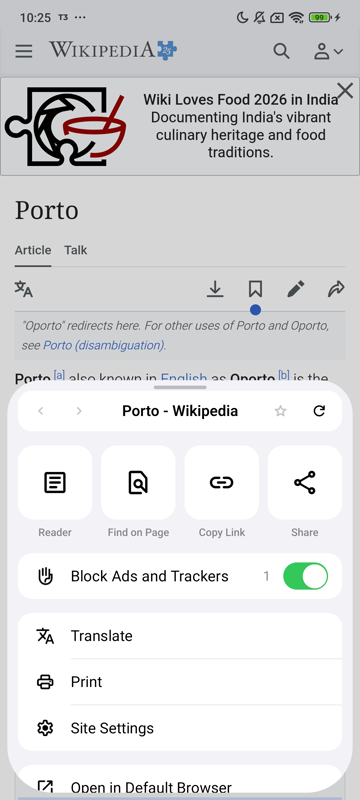 10:25 T3 ...
99
WIKIPEDIA
Wiki Loves Food 2026 in India
Documenting India's vibrant
culinary heritage and food
traditions.
Porto
Article Talk
"Oporto" redirects here. For other uses of Porto and Oporto,
see Porto (disambiguation).
Porto,[a] also known in English as Oporto,[b] is the
Porto - Wikipedia
Reader Find on Page Copy Link Share
Block Ads and Trackers 1
Translate
Print
Site Settings
Open in Default Browser